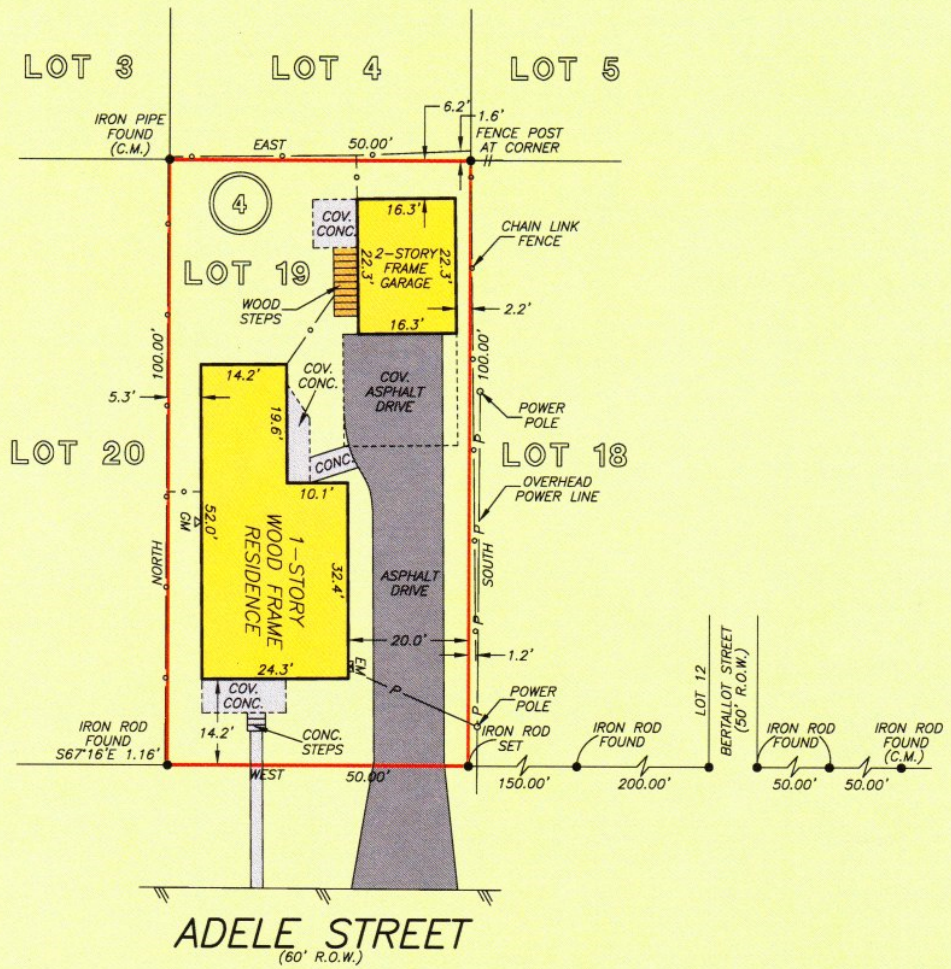 LOT 3
LOT 4
LOT 5
6.2'
1.6'
IRON PIPE
FOUND
(C.M.)
EAST
50.00'
FENCE POST
AT CORNER
4
COV.
CONC.
16.3'
2-STORY
FRAME
GARAGE
22.3'
22.3'
16.3'
CHAIN LINK
FENCE
LOT 19
WOOD
STEPS
2.2'
100.00'
100.00'
14.2'
COV.
CONC.
COV.
ASPHALT
DRIVE
5.3'
19.6'
POWER
POLE
LOT 20
LOT 18
CONC.
10.1'
OVERHEAD
POWER LINE
GM
52.0'
1-STORY
WOOD FRAME
RESIDENCE
32.4'
NORTH
ASPHALT
DRIVE
SOUTH
P
P
P
P
P
20.0'
1.2'
24.3'
EM
P
COV.
CONC.
POWER
POLE
LOT 12
BERTALLOT STREET
(50' R.O.W.)
14.2'
CONC.
STEPS
IRON ROD
FOUND
S67°16'E 1.16'
IRON ROD
SET
IRON ROD
FOUND
IRON ROD
FOUND
IRON ROD
FOUND
(C.M.)
WEST
50.00'
150.00'
200.00'
50.00'
50.00'
ADELE STREET
(60' R.O.W.)